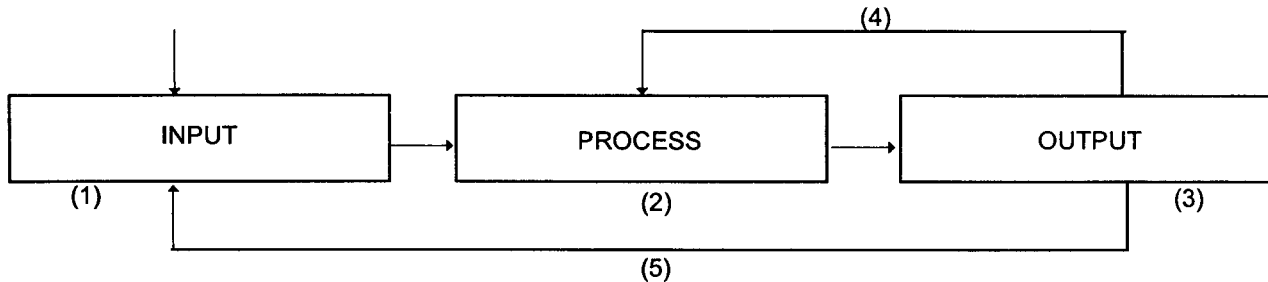 (4)
INPUT
PROCESS
OUTPUT
(1)
(2)
(3)
(5)